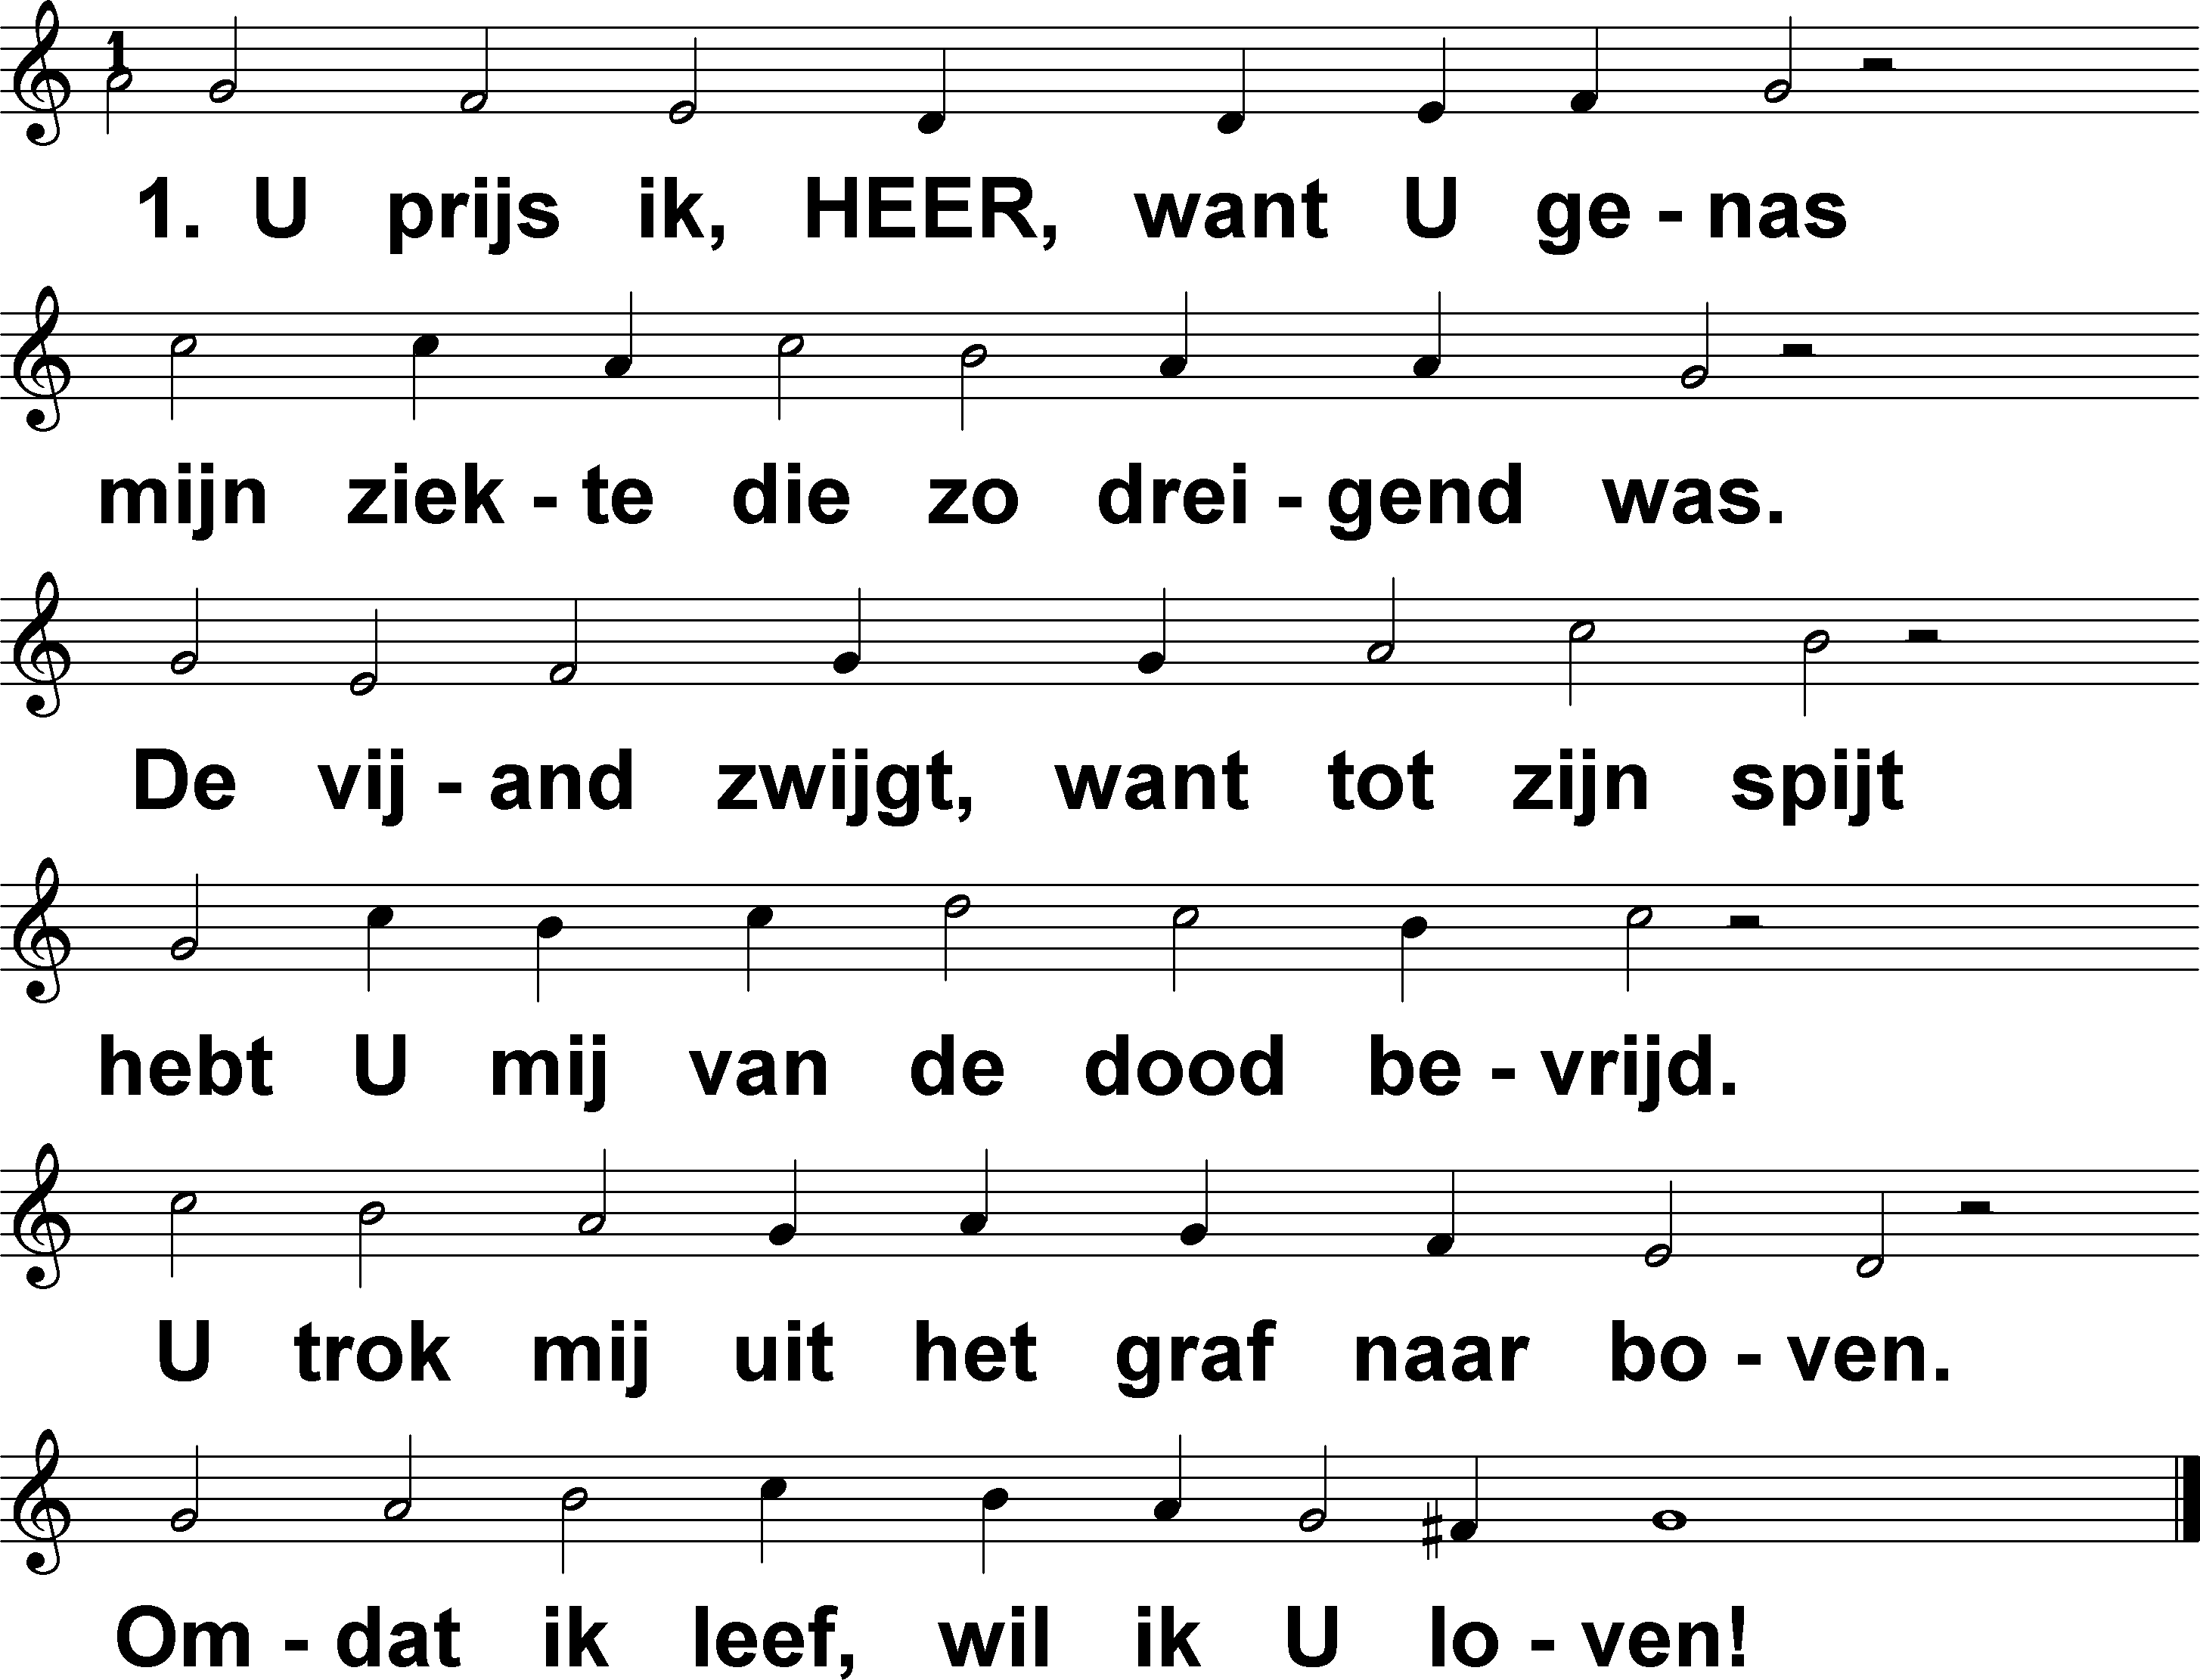 1
1. U prijs ik, HEER, want U ge - nas
mijn ziek - te die zo drei - gend was.
De vij - and zwijgt, want tot zijn spijt
hebt U mij van de dood be - vrijd.
U trok mij uit het graf naar bo - ven.
Om - dat ik leef, wil ik U lo - ven!